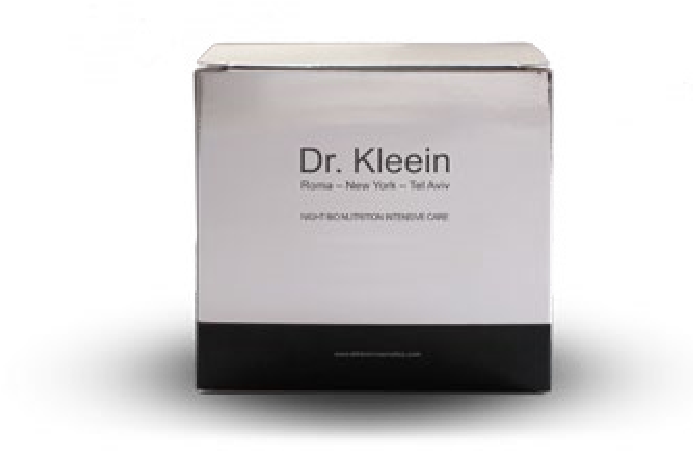 Dr. Kleein
Roma – New York – Tel Aviv
NIGHT BIO NUTRITION INTENSIVE CARE